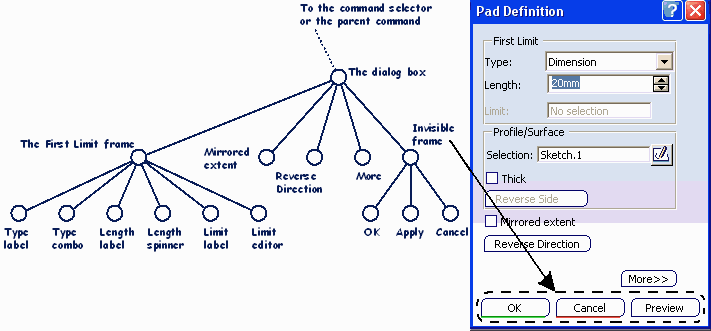 To the command selector
or the parent command
The dialog box
The First Limit frame
Mirrored
extent
Reverse
Direction
More
Invisible
frame
Type
label
Type
combo
Length
label
Length
spinner
Limit
label
Limit
editor
OK
Apply
Cancel
Pad Definition
First Limit
Type:
Dimension
Length:
20mm
Limit:
No selection
Profile/Surface
Selection:
Sketch.1
Thick
Reverse Side
Mirrored extent
Reverse Direction
More>>
OK
Cancel
Preview